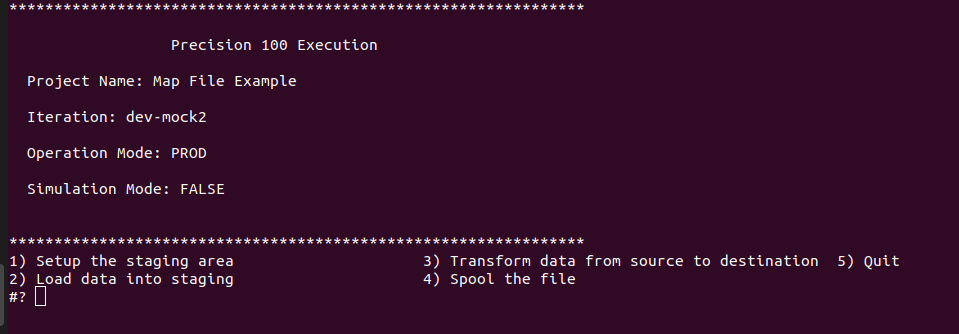 ****************************************************************
Precision 100 Execution
Project Name: Map File Example
Iteration: dev-mock2
Operation Mode: PROD
Simulation Mode: FALSE
****************************************************************
1) Setup the staging area 3) Transform data from source to destination 5) Quit
2) Load data into staging 4) Spool the file
#?